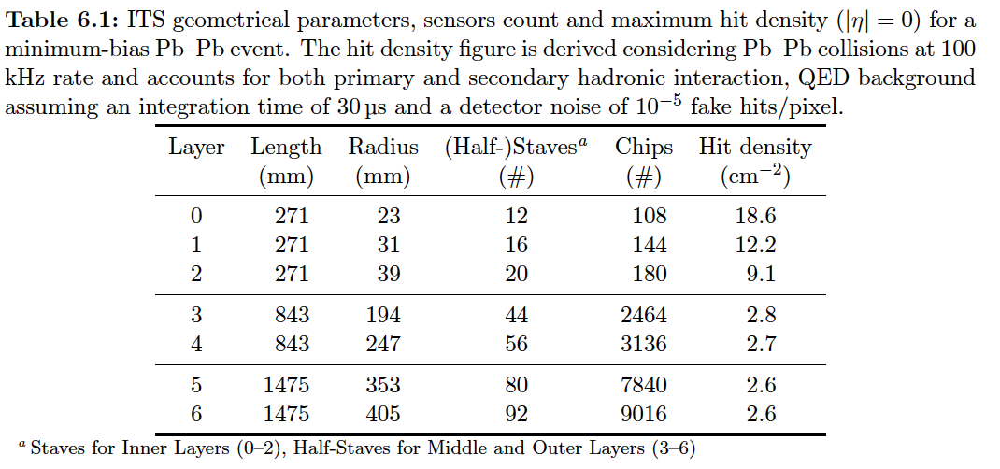 Table 6.1: ITS geometrical parameters, sensors count and maximum hit density (|η| = 0) for a
minimum-bias Pb–Pb event. The hit density figure is derived considering Pb–Pb collisions at 100
kHz rate and accounts for both primary and secondary hadronic interaction, QED background
assuming an integration time of 30 µs and a detector noise of 10⁻⁵ fake hits/pixel.
Layer Length Radius (Half-)Stavesᵃ Chips Hit density
(mm) (mm) (#) (#) (cm⁻²)
0 271 23 12 108 18.6
1 271 31 16 144 12.2
2 271 39 20 180 9.1
3 843 194 44 2464 2.8
4 843 247 56 3136 2.7
5 1475 353 80 7840 2.6
6 1475 405 92 9016 2.6
ᵃ Staves for Inner Layers (0–2), Half-Staves for Middle and Outer Layers (3–6)